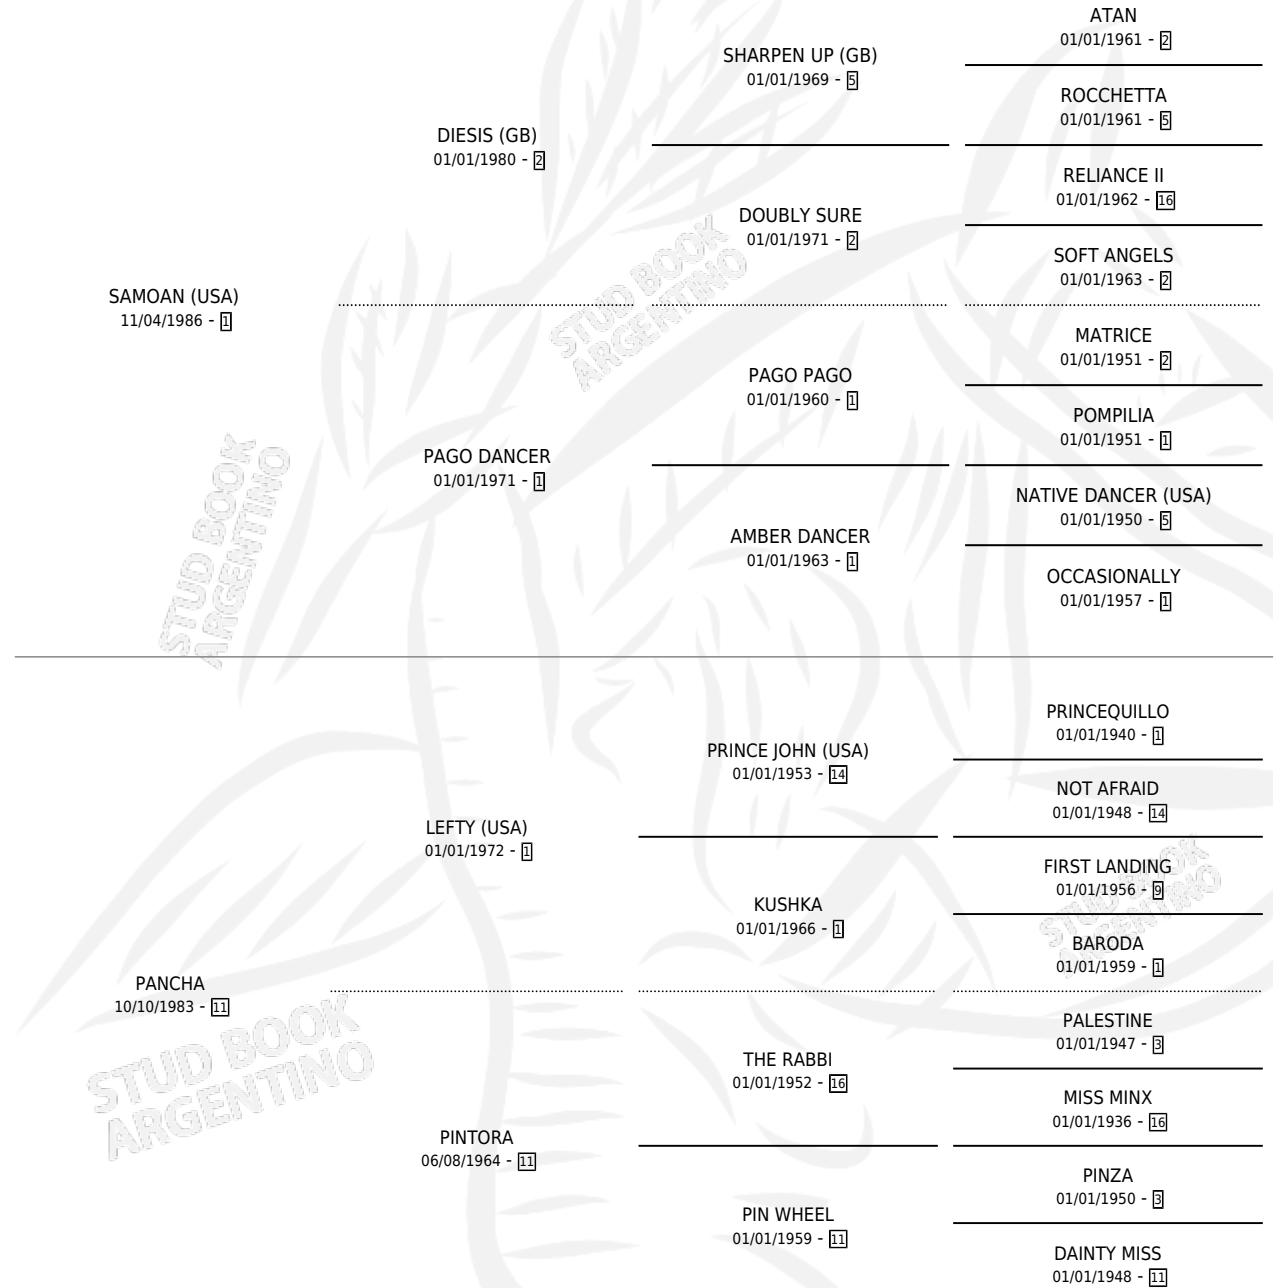 ATAN
01/01/1961 - 2
SHARPEN UP (GB)
01/01/1969 - 5
ROCCHETTA
01/01/1961 - 5
DIESIS (GB)
01/01/1980 - 2
RELIANCE II
01/01/1962 - 16
DOUBLY SURE
01/01/1971 - 2
SOFT ANGELS
01/01/1963 - 2
SAMOAN (USA)
11/04/1986 - 1
STUD BOOK
ARGENTINO
MATRICE
01/01/1951 - 2
PAGO PAGO
01/01/1960 - 1
POMPILIA
01/01/1951 - 1
PAGO DANCER
01/01/1971 - 1
NATIVE DANCER (USA)
01/01/1950 - 5
AMBER DANCER
01/01/1963 - 1
OCCASIONALLY
01/01/1957 - 1
STUD BOOK
ARGENTINO
PRINCEQUILLO
01/01/1940 - 1
PRINCE JOHN (USA)
01/01/1953 - 14
NOT AFRAID
01/01/1948 - 14
LEFTY (USA)
01/01/1972 - 1
FIRST LANDING
01/01/1956 - 9
KUSHKA
01/01/1966 - 1
BARODA
01/01/1959 - 1
STUD BOOK
ARGENTINO
PANCHA
10/10/1983 - 11
PALESTINE
01/01/1947 - 3
THE RABBI
01/01/1952 - 16
MISS MINX
01/01/1936 - 16
STUD BOOK
ARGENTINO
PINTORA
06/08/1964 - 11
PINZA
01/01/1950 - 3
PIN WHEEL
01/01/1959 - 11
DAINTY MISS
01/01/1948 - 11